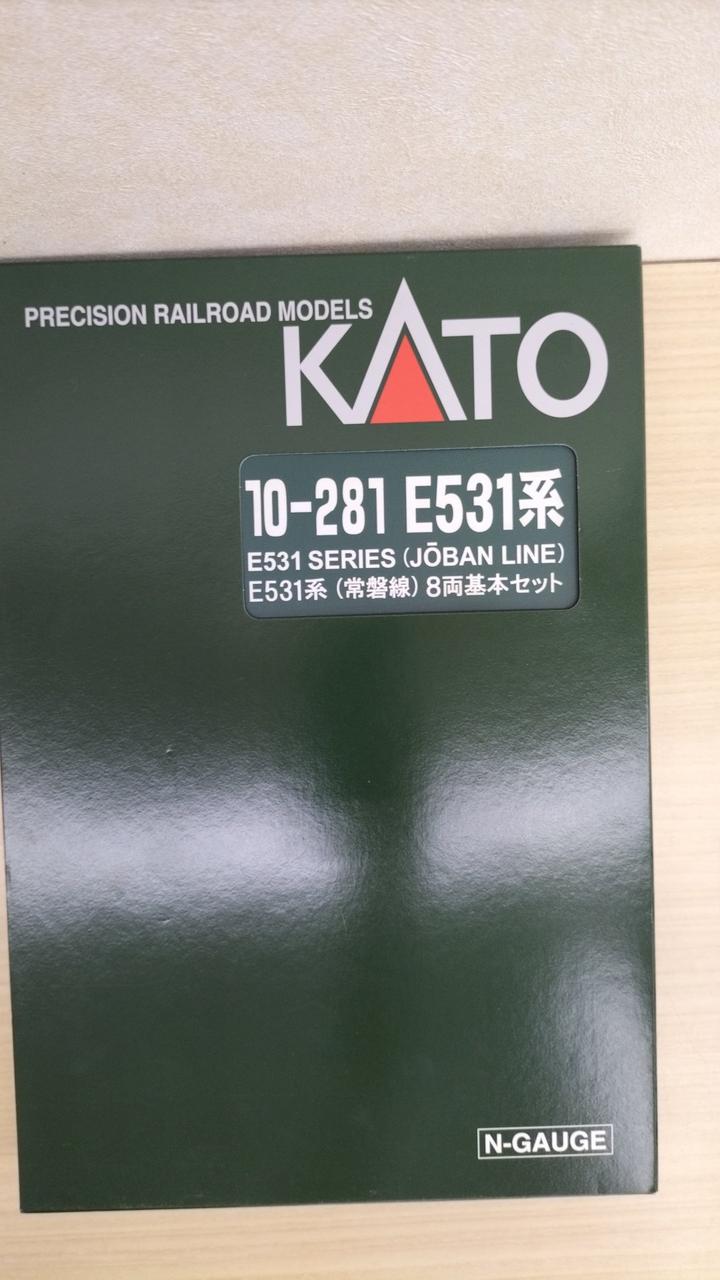 PRECISION RAILROAD MODELS
KATO
10-281 E531系
E531 SERIES (JŌBAN LINE)
E531系 (常磐線) 8両基本セット
N-GAUGE